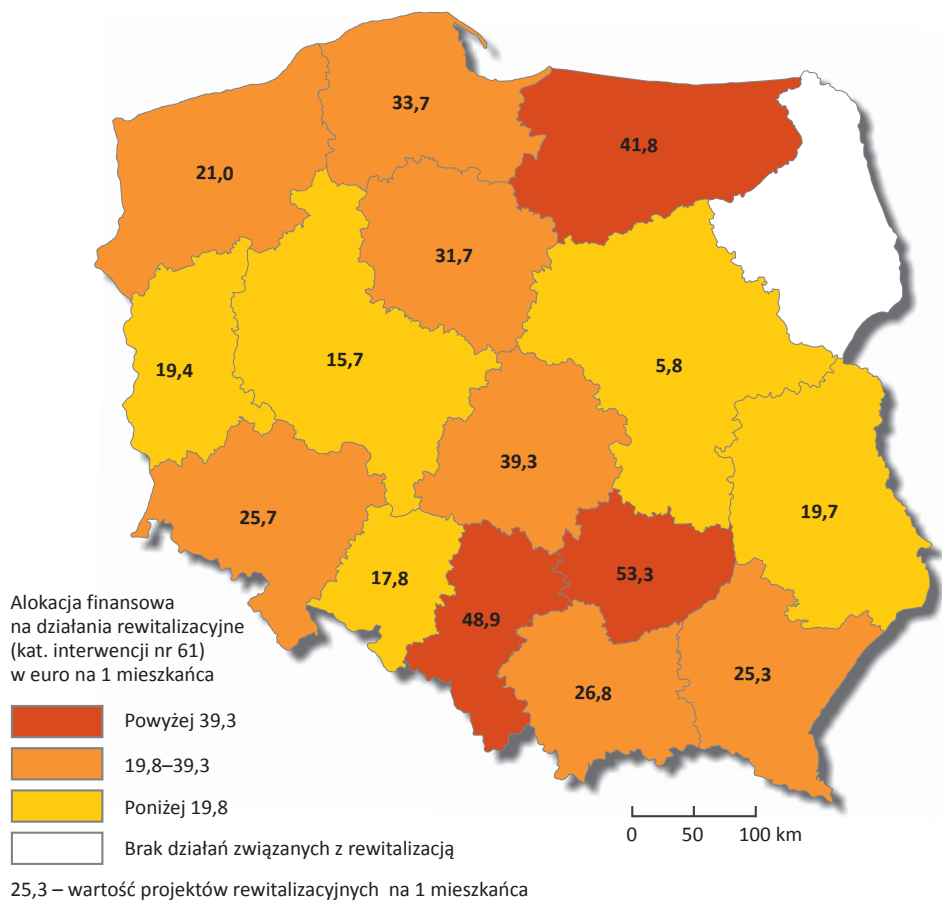 33,7
41,8
21,0
31,7
19,4
15,7
5,8
39,3
25,7
19,7
17,8
53,3
48,9
26,8
25,3
Alokacja finansowa
na działania rewitalizacyjne
(kat. interwencji nr 61)
w euro na 1 mieszkańca
Powyżej 39,3
19,8–39,3
Poniżej 19,8
Brak działań związanych z rewitalizacją
0 50 100 km
25,3 – wartość projektów rewitalizacyjnych na 1 mieszkańca